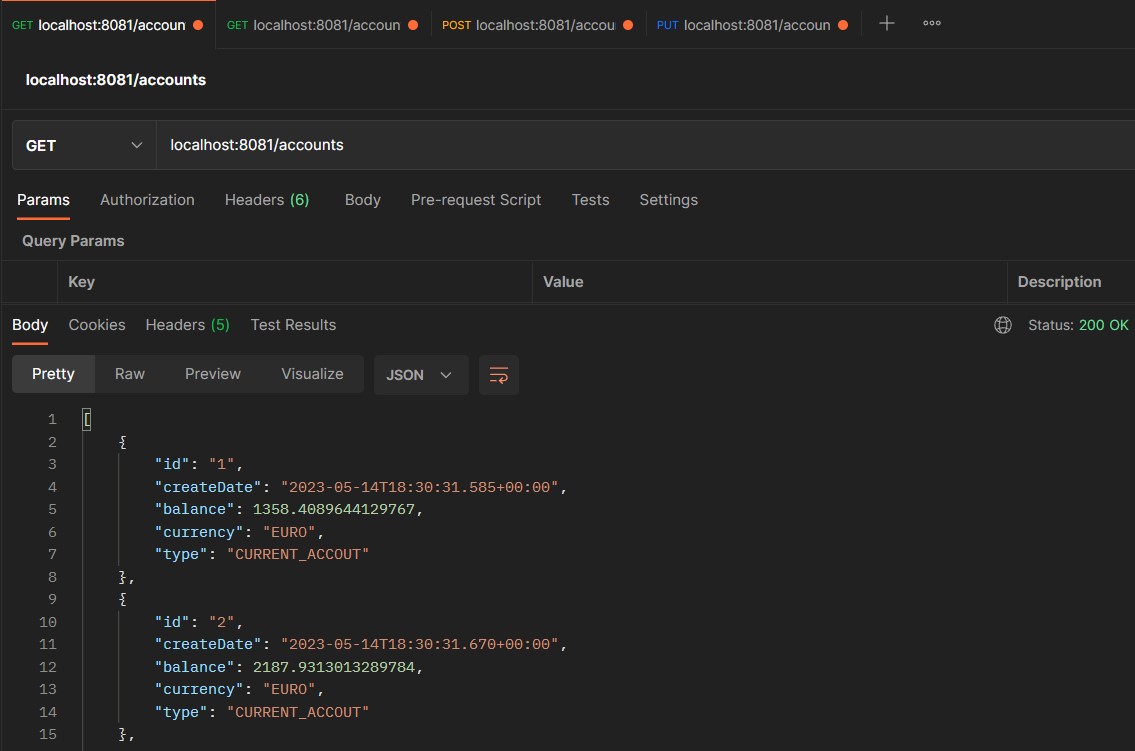 GET localhost:8081/accoun GET localhost:8081/accoun POST localhost:8081/accou PUT localhost:8081/accoun
localhost:8081/accounts
GET localhost:8081/accounts
Params Authorization Headers (6) Body Pre-request Script Tests Settings
Query Params
Key Value Description
Body Cookies Headers (5) Test Results Status: 200 OK
Pretty Raw Preview Visualize JSON
1 [
2 {
3 "id": "1",
4 "createDate": "2023-05-14T18:30:31.585+00:00",
5 "balance": 1358.4089644129767,
6 "currency": "EURO",
7 "type": "CURRENT_ACCOUT"
8 },
9 {
10 "id": "2",
11 "createDate": "2023-05-14T18:30:31.670+00:00",
12 "balance": 2187.9313013289784,
13 "currency": "EURO",
14 "type": "CURRENT_ACCOUT"
15 },